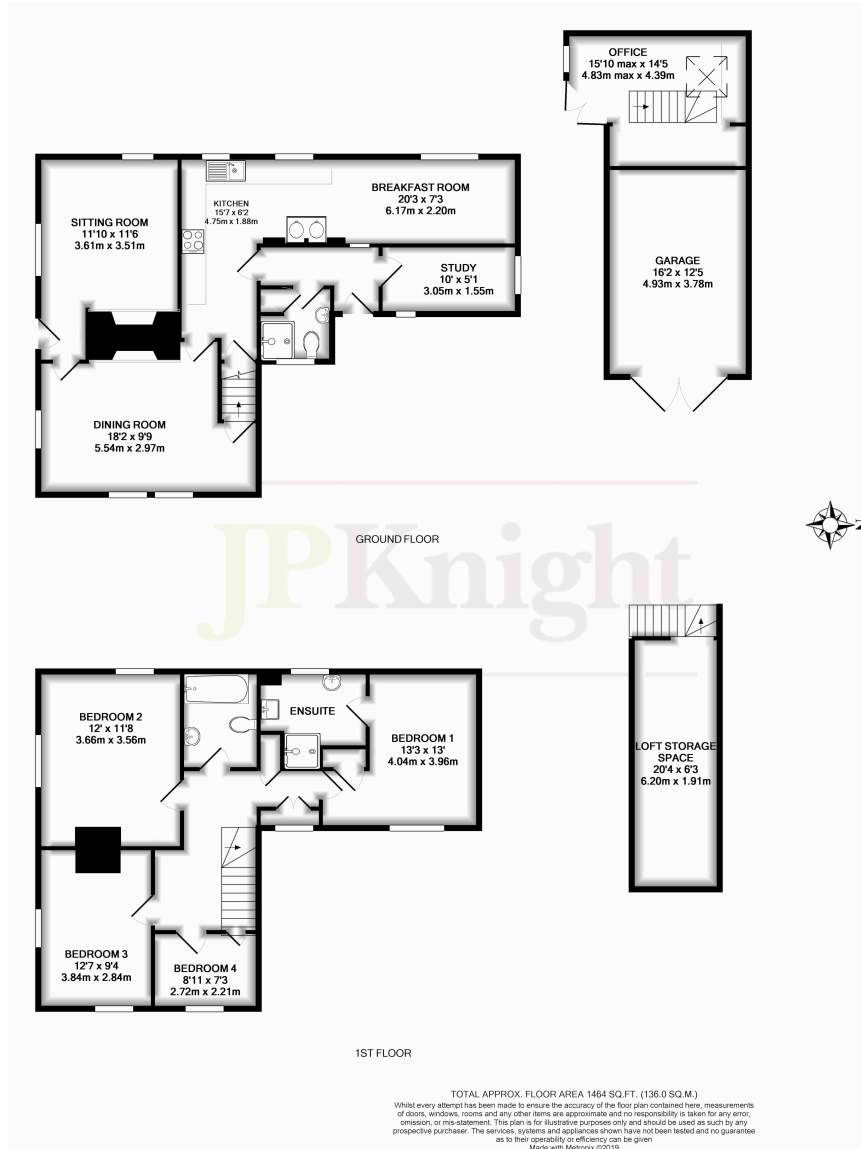 OFFICE
15'10 max x 14'5
4.83m max x 4.39m
SITTING ROOM
11'10 x 11'6
3.61m x 3.51m
KITCHEN
15'7 x 6'2
4.75m x 1.88m
BREAKFAST ROOM
20'3 x 7'3
6.17m x 2.20m
STUDY
10' x 5'1
3.05m x 1.55m
GARAGE
16'2 x 12'5
4.93m x 3.78m
DINING ROOM
18'2 x 9'9
5.54m x 2.97m
GROUND FLOOR
N
JPKnight
BEDROOM 2
12' x 11'8
3.66m x 3.56m
ENSUITE
BEDROOM 1
13'3 x 13'
4.04m x 3.96m
LOFT STORAGE
SPACE
20'4 x 6'3
6.20m x 1.91m
BEDROOM 3
12'7 x 9'4
3.84m x 2.84m
BEDROOM 4
8'11 x 7'3
2.72m x 2.21m
1ST FLOOR
TOTAL APPROX. FLOOR AREA 1464 SQ.FT. (136.0 SQ.M.)
Whilst every attempt has been made to ensure the accuracy of the floor plan contained here, measurements
of doors, windows, rooms and any other items are approximate and no responsibility is taken for any error,
omission, or mis-statement. This plan is for illustrative purposes only and should be used as such by any
prospective purchaser. The services, systems and appliances shown have not been tested and no guarantee
as to their operability or efficiency can be given
Made with Metropix ©2019